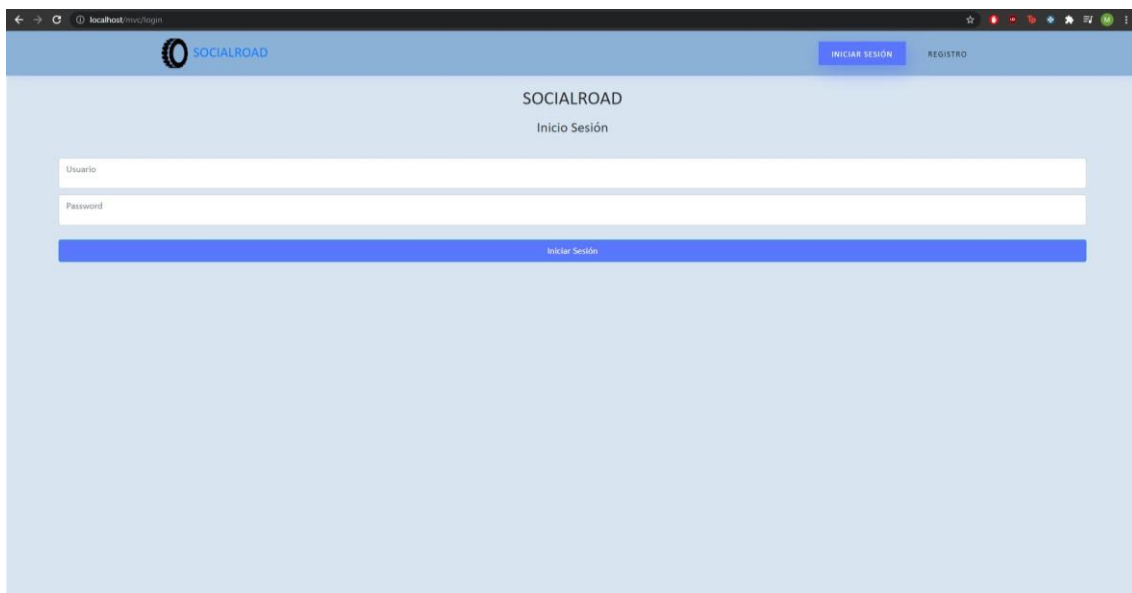 localhost/mvc/login
M
SOCIALROAD
INICIAR SESIÓN
REGISTRO
SOCIALROAD
Inicio Sesión
Usuario
Password
Iniciar Sesión